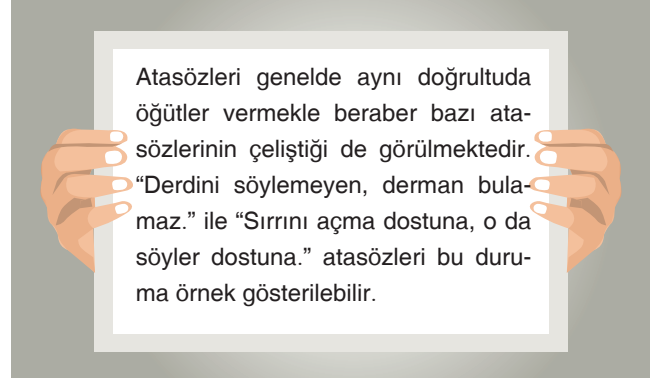 Atasözleri genelde aynı doğrultuda
öğütler vermekle beraber bazı ata-
sözlerinin çeliştiği de görülmektedir.
“Derdini söylemeyen, derman bula-
maz.” ile “Sırrını açma dostuna, o da
söyler dostuna.” atasözleri bu duru-
ma örnek gösterilebilir.